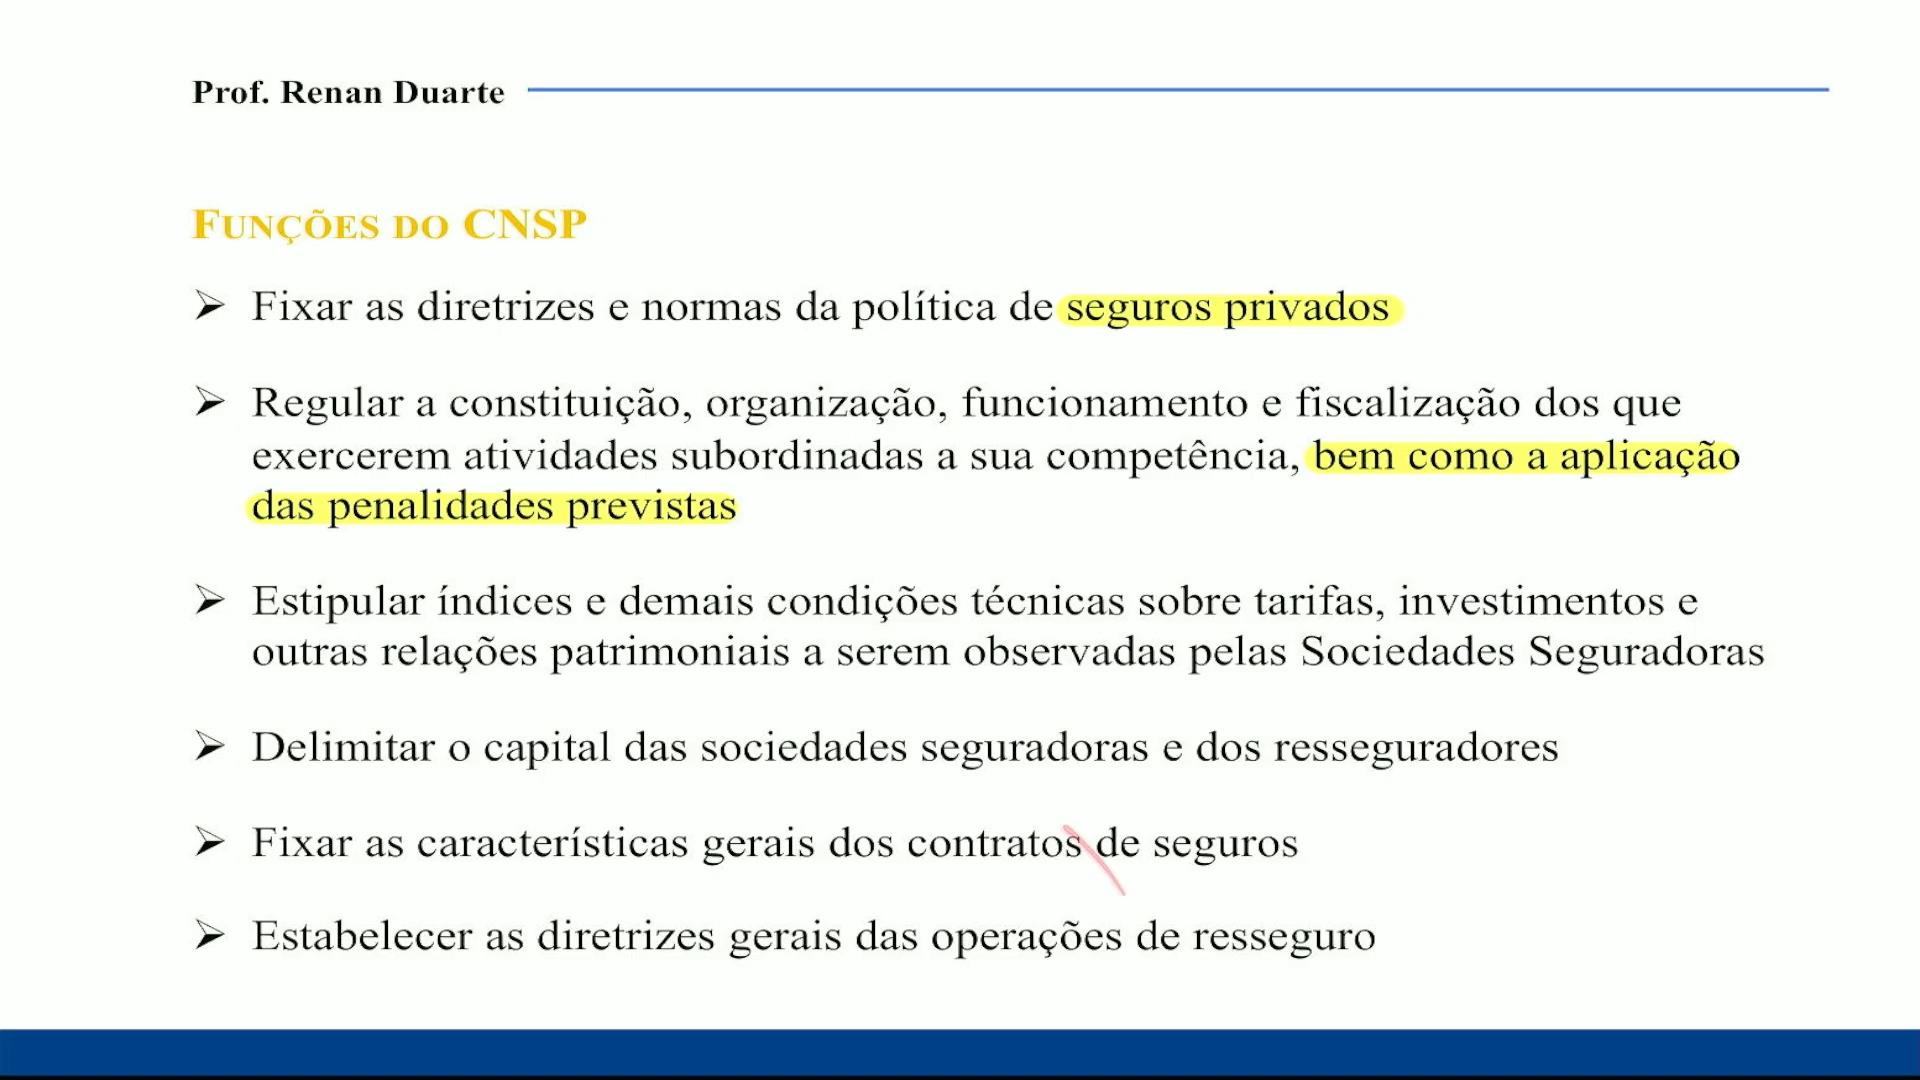 Prof. Renan Duarte
FUNÇÕES DO CNSP
➢ Fixar as diretrizes e normas da política de seguros privados
➢ Regular a constituição, organização, funcionamento e fiscalização dos que
exercerem atividades subordinadas a sua competência, bem como a aplicação
das penalidades previstas
➢ Estipular índices e demais condições técnicas sobre tarifas, investimentos e
outras relações patrimoniais a serem observadas pelas Sociedades Seguradoras
➢ Delimitar o capital das sociedades seguradoras e dos resseguradores
➢ Fixar as características gerais dos contratos de seguros
➢ Estabelecer as diretrizes gerais das operações de resseguro